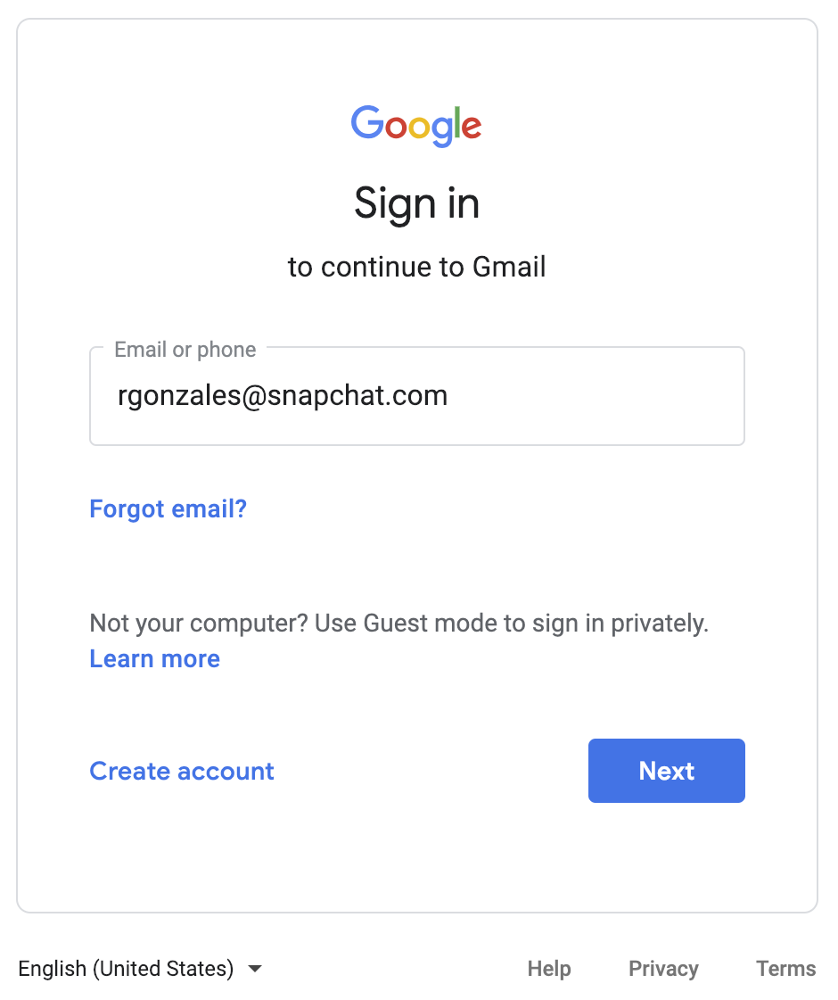 Google
Sign in
to continue to Gmail
Email or phone
rgonzales@snapchat.com
Forgot email?
Not your computer? Use Guest mode to sign in privately.
Learn more
Create account
Next
English (United States)
Help
Privacy
Terms